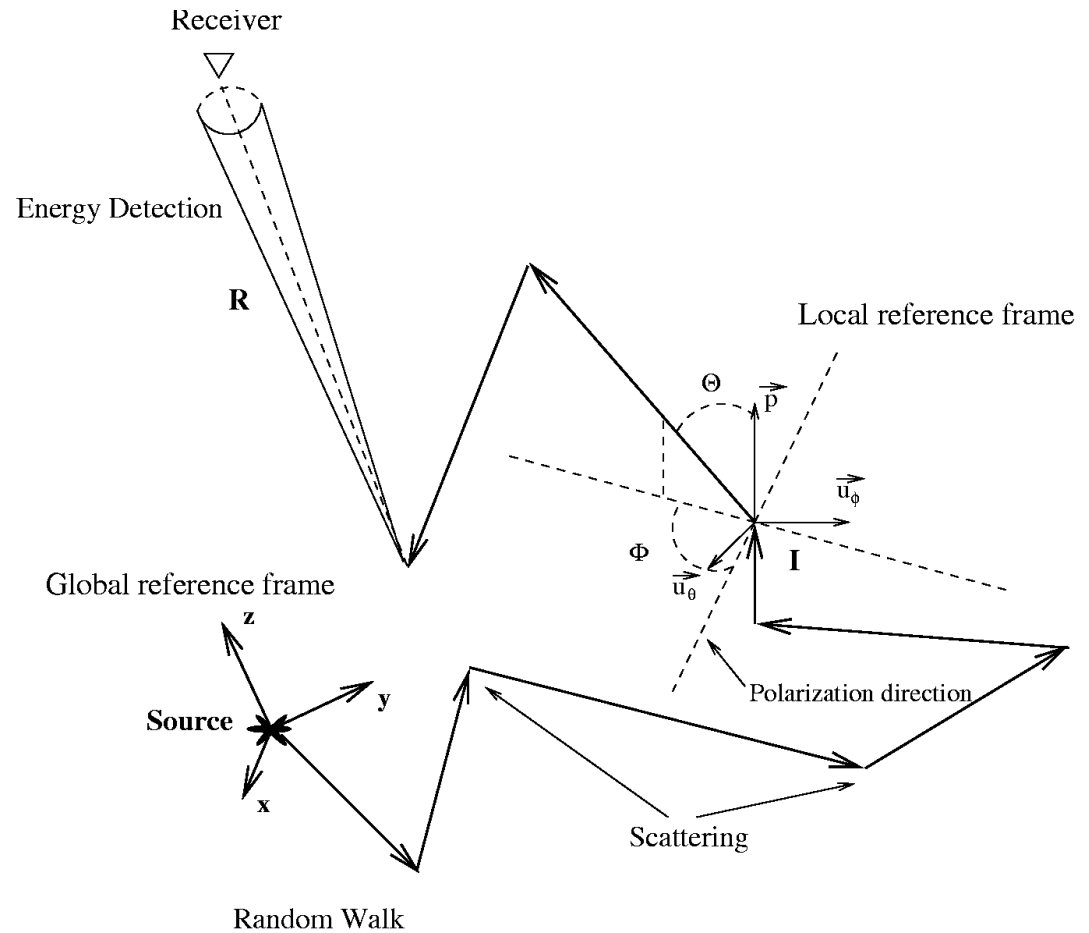 Receiver
Energy Detection
R
Local reference frame
Θ
p
u_ϕ
Φ
I
u_θ
Global reference frame
z
y
Polarization direction
Source
x
Scattering
Random Walk